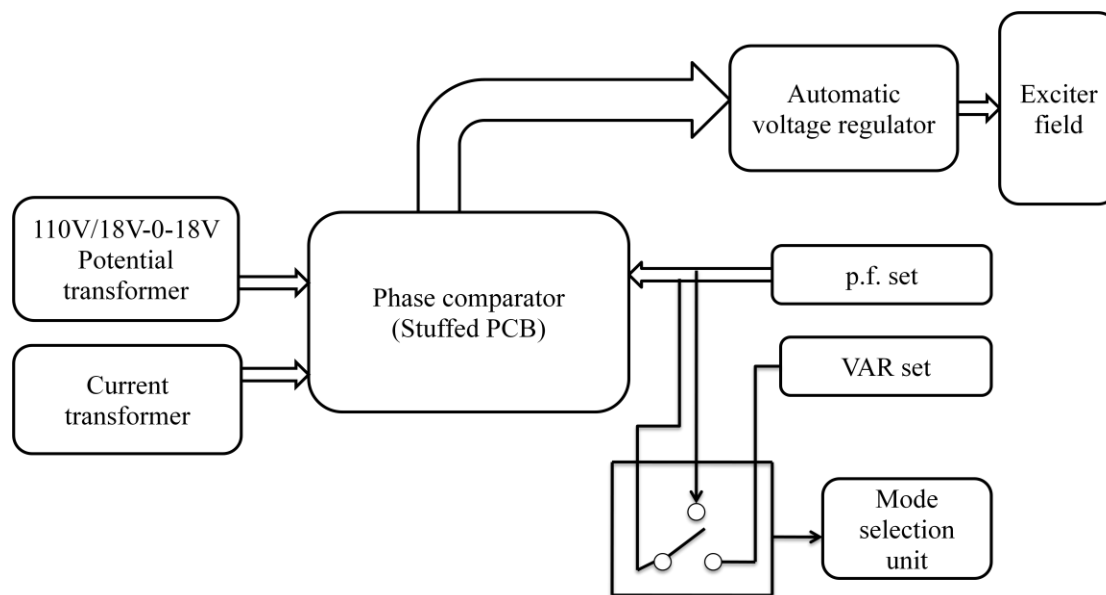 Automatic
voltage regulator
Exciter
field
110V/18V-0-18V
Potential
transformer
Phase comparator
(Stuffed PCB)
p.f. set
VAR set
Current
transformer
Mode
selection
unit